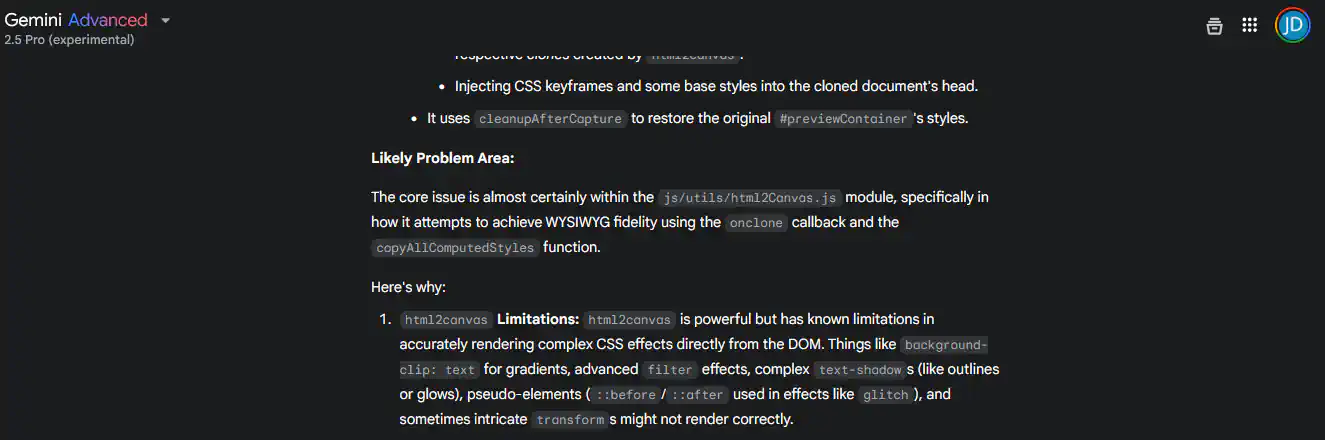 Gemini Advanced
2.5 Pro (experimental)
JD
respective clones created by html2canvas.
• Injecting CSS keyframes and some base styles into the cloned document's head.
• It uses cleanupAfterCapture to restore the original #previewContainer's styles.
Likely Problem Area:
The core issue is almost certainly within the js/utils/html2Canvas.js module, specifically in
how it attempts to achieve WYSIWYG fidelity using the onclone callback and the
copyAllComputedStyles function.
Here's why:
1. html2canvas Limitations: html2canvas is powerful but has known limitations in
accurately rendering complex CSS effects directly from the DOM. Things like background-
clip: text for gradients, advanced filter effects, complex text-shadows (like outlines
or glows), pseudo-elements (::before/::after used in effects like glitch), and
sometimes intricate transforms might not render correctly.